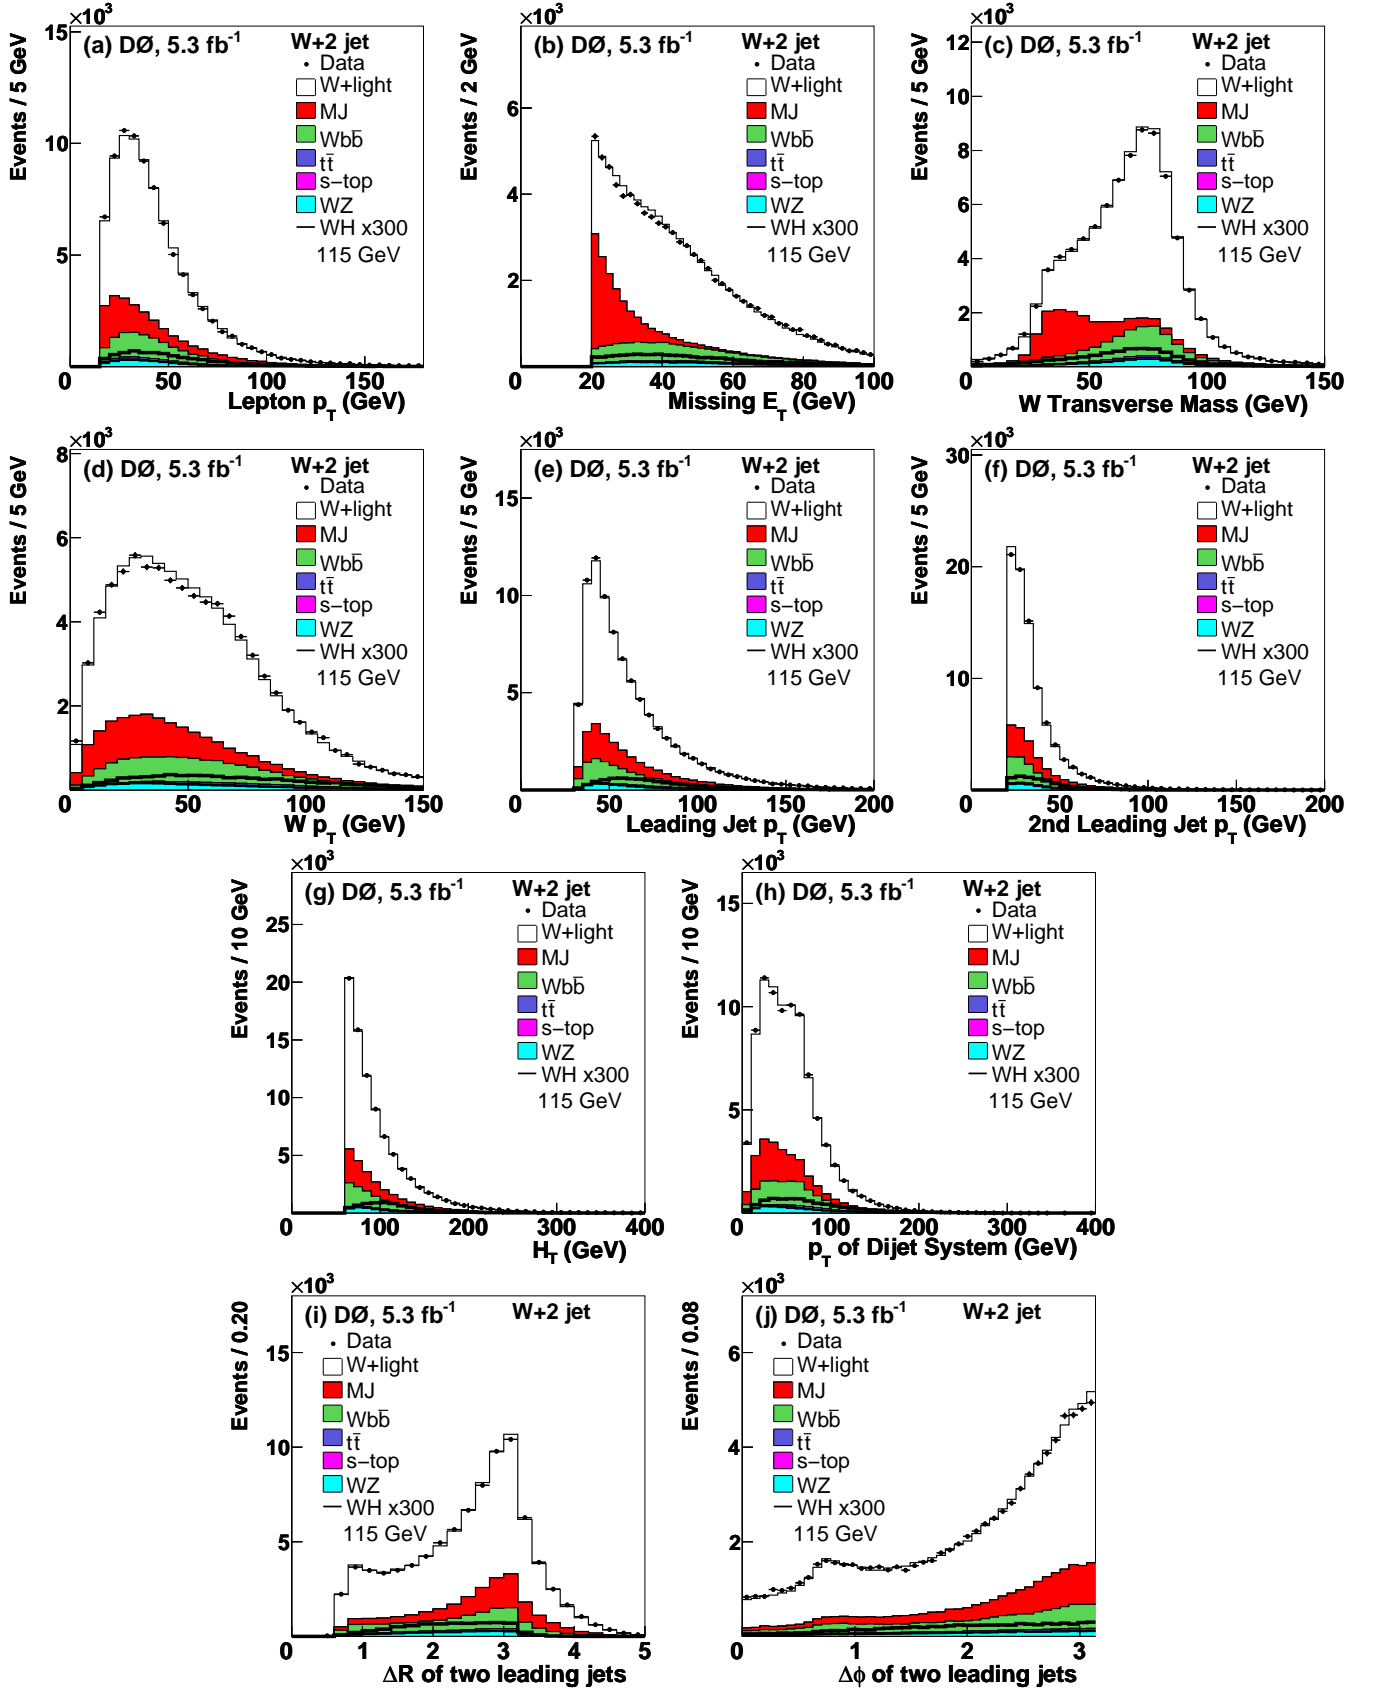 ×10³
(a) DØ, 5.3 fb⁻¹
W+2 jet
Data
W+light
MJ
Wbb̄
tt̄
s−top
WZ
WH x300
115 GeV
Events / 5 GeV
15
10
5
0 50 100 150
Lepton p_T (GeV)
×10³
(b) DØ, 5.3 fb⁻¹
W+2 jet
Data
W+light
MJ
Wbb̄
tt̄
s−top
WZ
WH x300
115 GeV
Events / 2 GeV
6
4
2
0 20 40 60 80 100
Missing E_T (GeV)
×10³
(c) DØ, 5.3 fb⁻¹
W+2 jet
Data
W+light
MJ
Wbb̄
tt̄
s−top
WZ
WH x300
115 GeV
Events / 5 GeV
12
10
8
6
4
2
0 50 100 150
W Transverse Mass (GeV)
×10³
(d) DØ, 5.3 fb⁻¹
W+2 jet
Data
W+light
MJ
Wbb̄
tt̄
s−top
WZ
WH x300
115 GeV
Events / 5 GeV
8
6
4
2
0 50 100 150
W p_T (GeV)
×10³
(e) DØ, 5.3 fb⁻¹
W+2 jet
Data
W+light
MJ
Wbb̄
tt̄
s−top
WZ
WH x300
115 GeV
Events / 5 GeV
15
10
5
0 50 100 150 200
Leading Jet p_T (GeV)
×10³
(f) DØ, 5.3 fb⁻¹
W+2 jet
Data
W+light
MJ
Wbb̄
tt̄
s−top
WZ
WH x300
115 GeV
Events / 5 GeV
30
20
10
0 50 100 150 200
2nd Leading Jet p_T (GeV)
×10³
(g) DØ, 5.3 fb⁻¹
W+2 jet
Data
W+light
MJ
Wbb̄
tt̄
s−top
WZ
WH x300
115 GeV
Events / 10 GeV
25
20
15
10
5
0 100 200 300 400
H_T (GeV)
×10³
(h) DØ, 5.3 fb⁻¹
W+2 jet
Data
W+light
MJ
Wbb̄
tt̄
s−top
WZ
WH x300
115 GeV
Events / 10 GeV
15
10
5
0 100 200 300 400
p_T of Dijet System (GeV)
×10³
(i) DØ, 5.3 fb⁻¹
W+2 jet
Data
W+light
MJ
Wbb̄
tt̄
s−top
WZ
WH x300
115 GeV
Events / 0.20
15
10
5
0 1 2 3 4 5
ΔR of two leading jets
×10³
(j) DØ, 5.3 fb⁻¹
W+2 jet
Data
W+light
MJ
Wbb̄
tt̄
s−top
WZ
WH x300
115 GeV
Events / 0.08
6
4
2
0 1 2 3
Δϕ of two leading jets